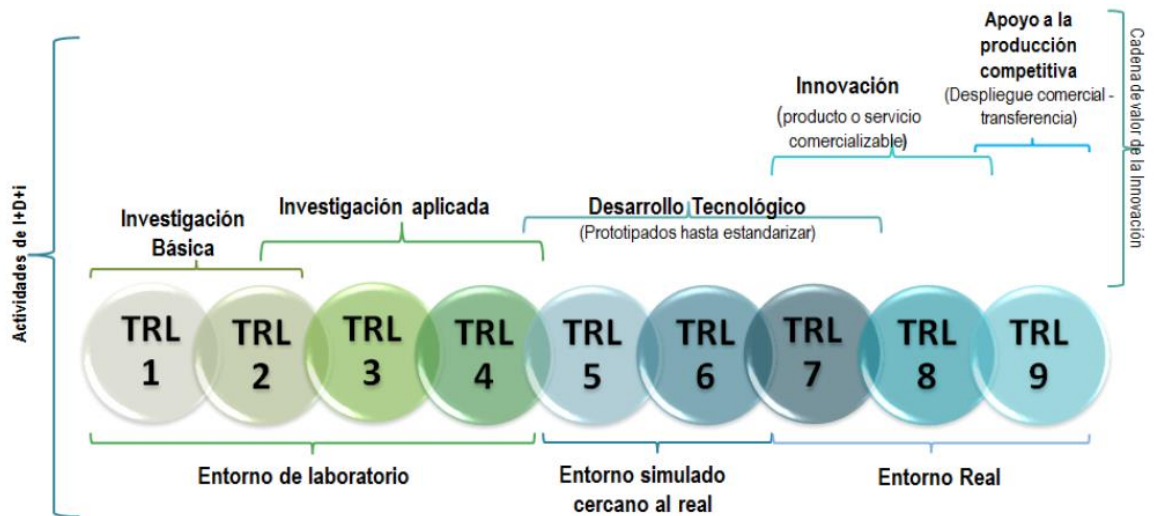 Actividades de I+D+i
Apoyo a la
producción
competitiva
(Despliegue comercial -
transferencia)
Cadena de valor de la Innovación
Innovación
(producto o servicio
comercializable)
Investigación
Básica
Investigación aplicada
Desarrollo Tecnológico
(Prototipados hasta estandarizar)
TRL
1
TRL
2
TRL
3
TRL
4
TRL
5
TRL
6
TRL
7
TRL
8
TRL
9
Entorno de laboratorio
Entorno simulado
cercano al real
Entorno Real